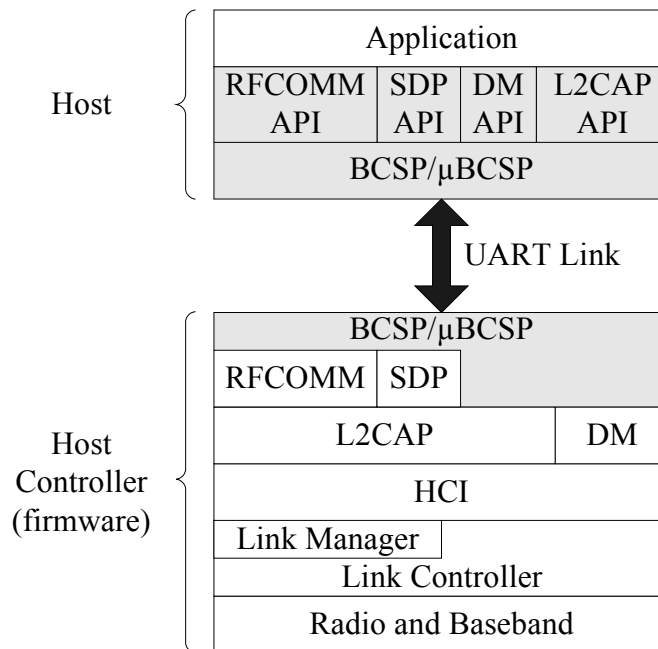 Application
Host
RFCOMM API
SDP API
DM API
L2CAP API
BCSP/µBCSP
UART Link
BCSP/µBCSP
RFCOMM
SDP
L2CAP
DM
Host
Controller
(firmware)
HCI
Link Manager
Link Controller
Radio and Baseband